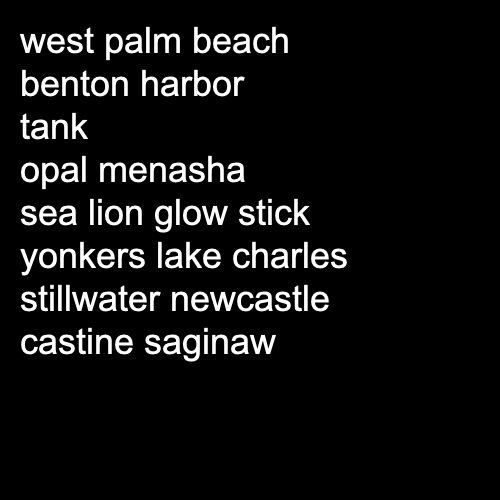 west palm beach
benton harbor
tank
opal menasha
sea lion glow stick
yonkers lake charles
stillwater newcastle
castine saginaw